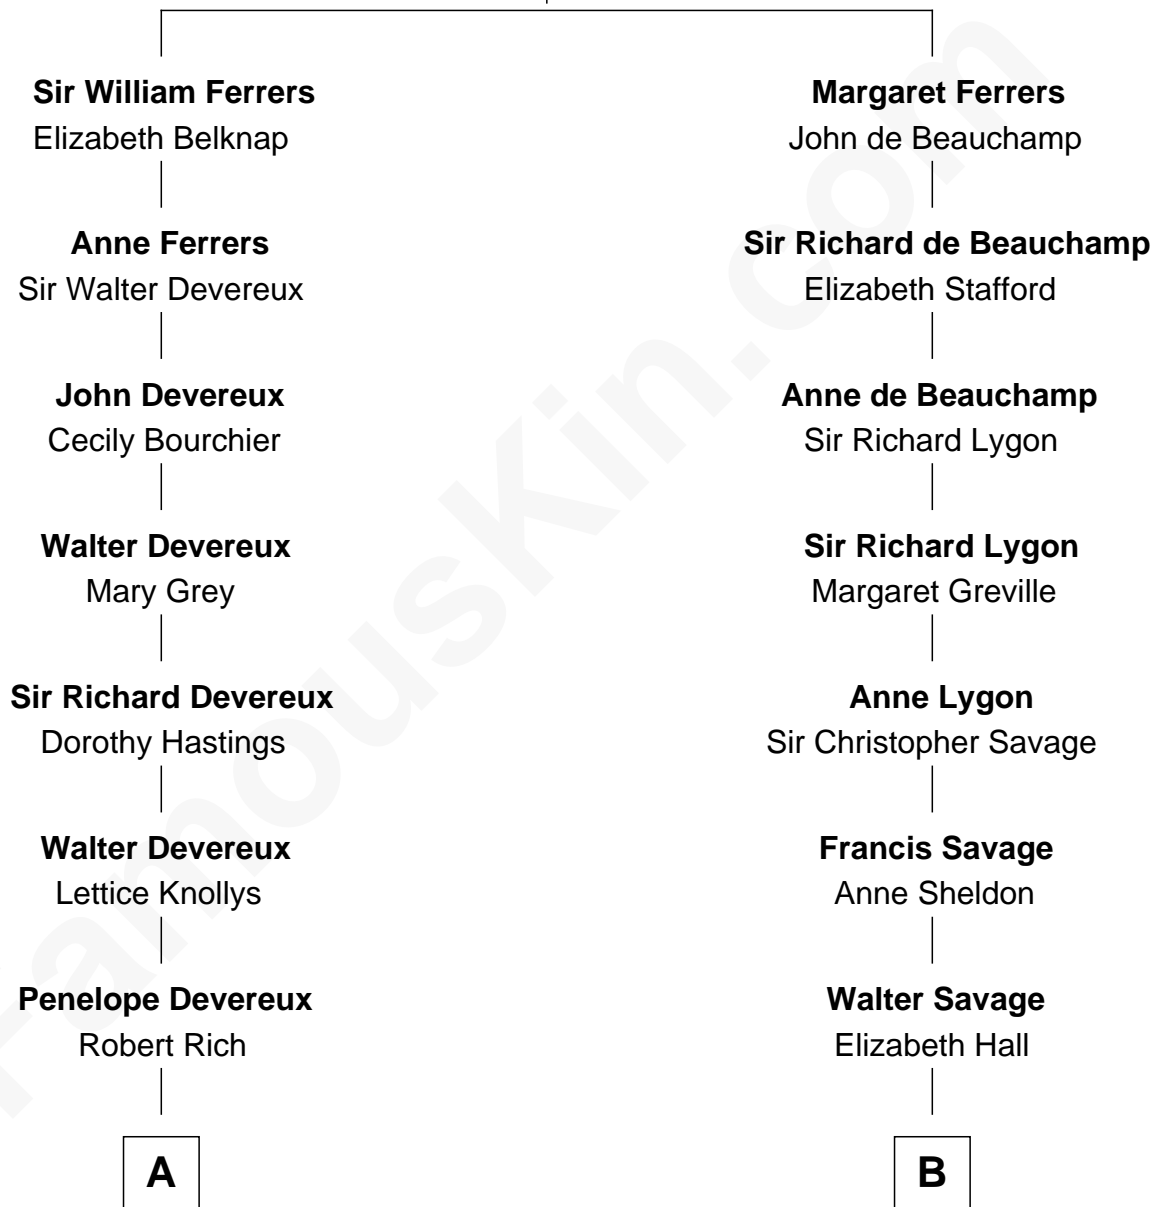 Sir William Ferrers
Elizabeth Belknap
Anne Ferrers
Sir Walter Devereux
John Devereux
Cecily Bourchier
Walter Devereux
Mary Grey
Sir Richard Devereux
Dorothy Hastings
Walter Devereux
Lettice Knollys
Penelope Devereux
Robert Rich
A
Margaret Ferrers
John de Beauchamp
Sir Richard de Beauchamp
Elizabeth Stafford
Anne de Beauchamp
Sir Richard Lygon
Sir Richard Lygon
Margaret Greville
Anne Lygon
Sir Christopher Savage
Francis Savage
Anne Sheldon
Walter Savage
Elizabeth Hall
B
FamousKin.com